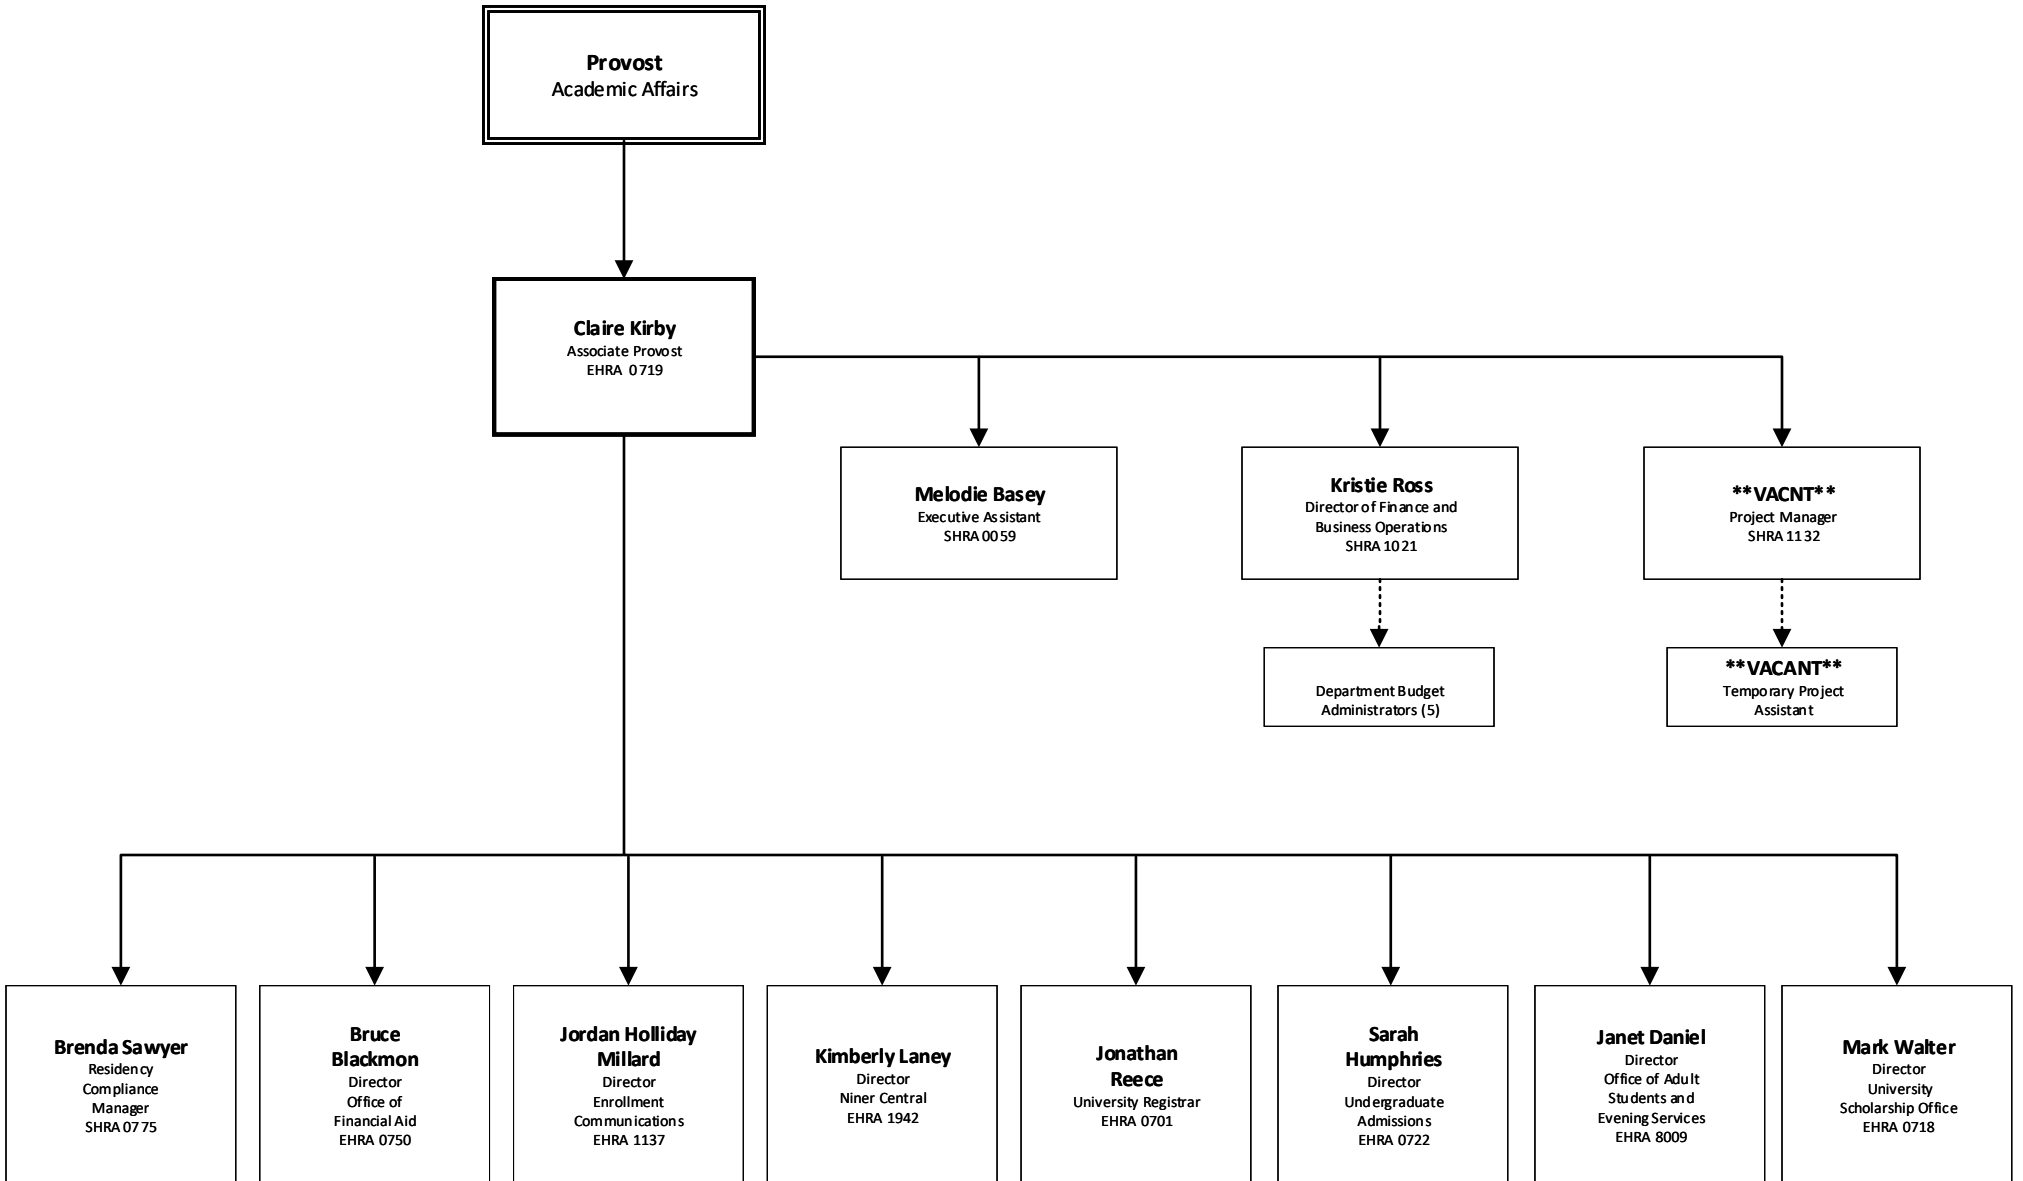 Provost
Academic Affairs
Claire Kirby
Associate Provost
EHRA 0719
Melodie Basey
Executive Assistant
SHRA 0059
Kristie Ross
Director of Finance and
Business Operations
SHRA 1021
**VACNT**
Project Manager
SHRA 1132
Department Budget
Administrators (5)
**VACANT**
Temporary Project
Assistant
Brenda Sawyer
Residency
Compliance
Manager
SHRA 0775
Bruce
Blackmon
Director
Office of
Financial Aid
EHRA 0750
Jordan Holliday
Millard
Director
Enrollment
Communications
EHRA 1137
Kimberly Laney
Director
Niner Central
EHRA 1942
Jonathan
Reece
University Registrar
EHRA 0701
Sarah
Humphries
Director
Undergraduate
Admissions
EHRA 0722
Janet Daniel
Director
Office of Adult
Students and
Evening Services
EHRA 8009
Mark Walter
Director
University
Scholarship Office
EHRA 0718